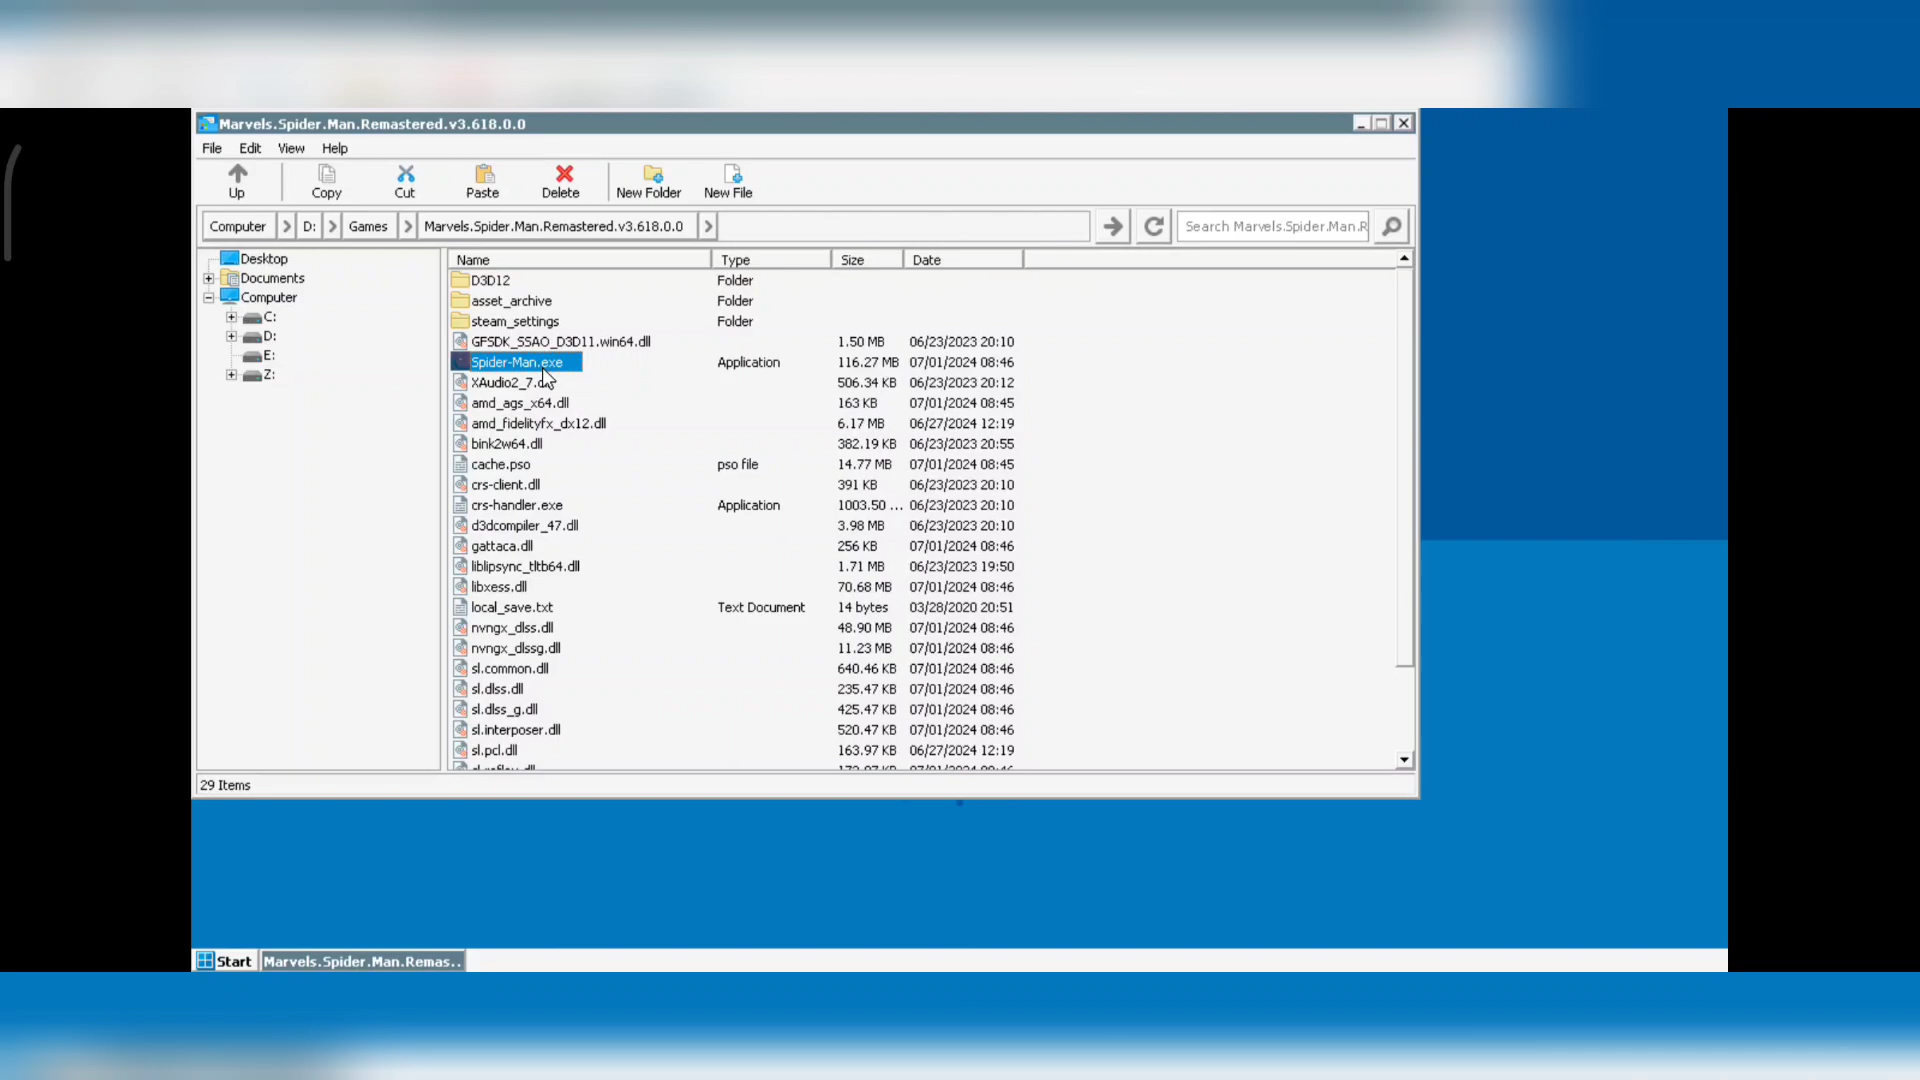 Marvels.Spider.Man.Remastered.v3.618.0.0
File Edit View Help
Up Copy Cut Paste Delete New Folder New File
Computer D: Games Marvels.Spider.Man.Remastered.v3.618.0.0 Search Marvels.Spider.Man.R
Desktop
Documents
Computer
C:
D:
E:
Z:
Name Type Size Date
D3D12 Folder
asset_archive Folder
steam_settings Folder
GFSDK_SSAO_D3D11.win64.dll 1.50 MB 06/23/2023 20:10
Spider-Man.exe Application 116.27 MB 07/01/2024 08:46
XAudio2_7.dll 506.34 KB 06/23/2023 20:12
amd_ags_x64.dll 163 KB 07/01/2024 08:45
amd_fidelityfx_dx12.dll 6.17 MB 06/27/2024 12:19
bink2w64.dll 382.19 KB 06/23/2023 20:55
cache.pso pso file 14.77 MB 07/01/2024 08:45
crs-client.dll 391 KB 06/23/2023 20:10
crs-handler.exe Application 1003.50 ... 06/23/2023 20:10
d3dcompiler_47.dll 3.98 MB 06/23/2023 20:10
gattaca.dll 256 KB 07/01/2024 08:46
liblipsync_tltb64.dll 1.71 MB 06/23/2023 19:50
libxess.dll 70.68 MB 07/01/2024 08:46
local_save.txt Text Document 14 bytes 03/28/2020 20:51
nvngx_dlss.dll 48.90 MB 07/01/2024 08:46
nvngx_dlssg.dll 11.23 MB 07/01/2024 08:46
sl.common.dll 640.46 KB 07/01/2024 08:46
sl.dlss.dll 235.47 KB 07/01/2024 08:46
sl.dlss_g.dll 425.47 KB 07/01/2024 08:46
sl.interposer.dll 520.47 KB 07/01/2024 08:46
sl.pcl.dll 163.97 KB 06/27/2024 12:19
29 Items
Start Marvels.Spider.Man.Remas..